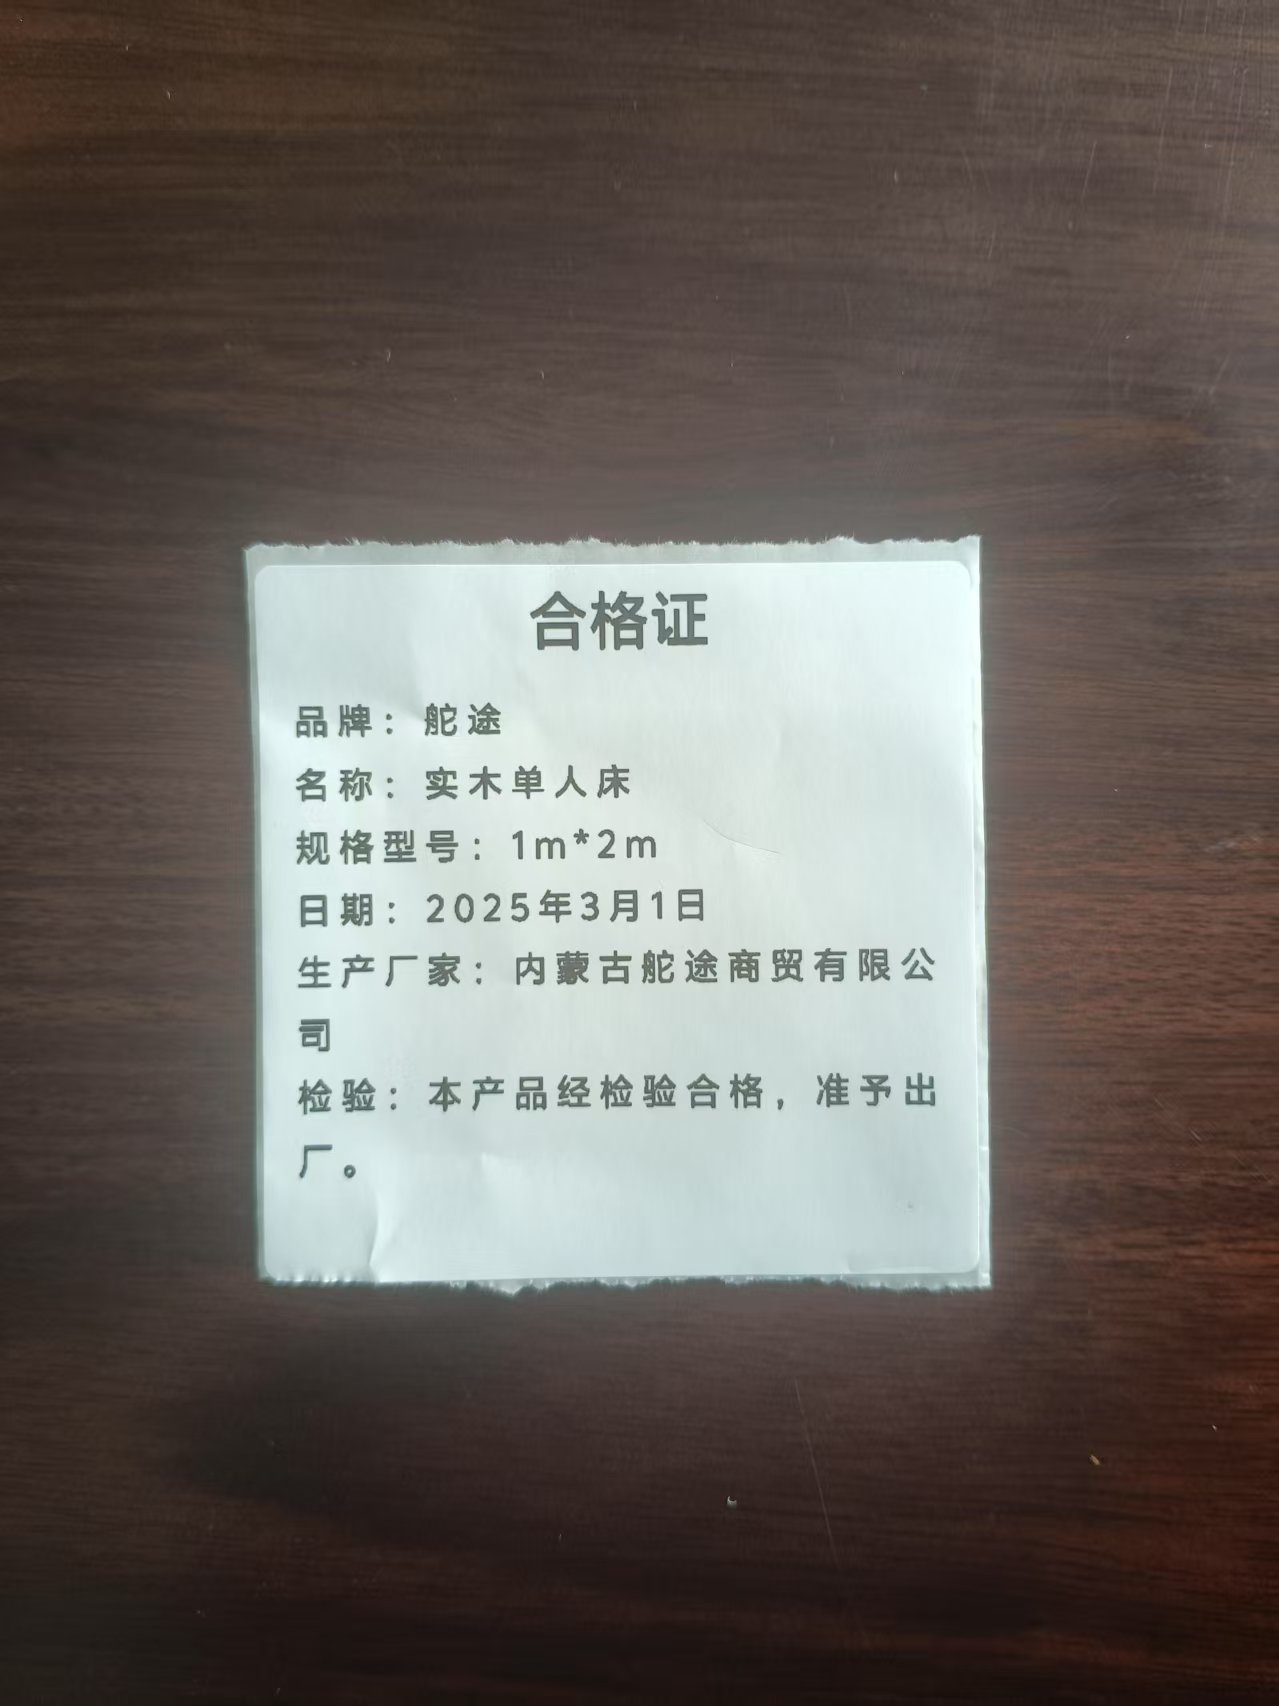 合格证
品牌：舵途
名称：实木单人床
规格型号：1m*2m
日期：2025年3月1日
生产厂家：内蒙古舵途商贸有限公
司
检验：本产品经检验合格，准予出
厂。